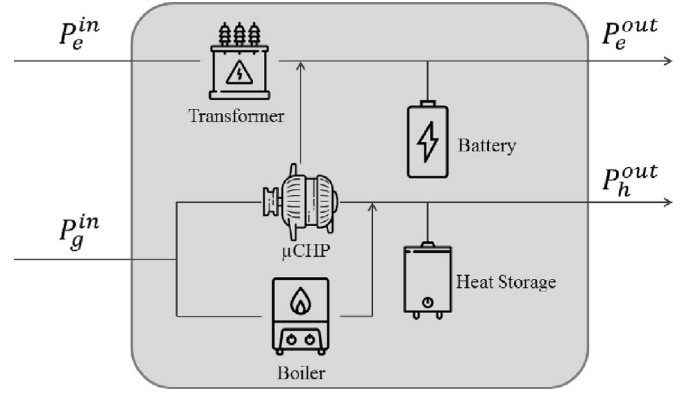 P_e^{in}
P_e^{out}
Transformer
Battery
P_h^{out}
P_g^{in}
µCHP
Heat Storage
Boiler